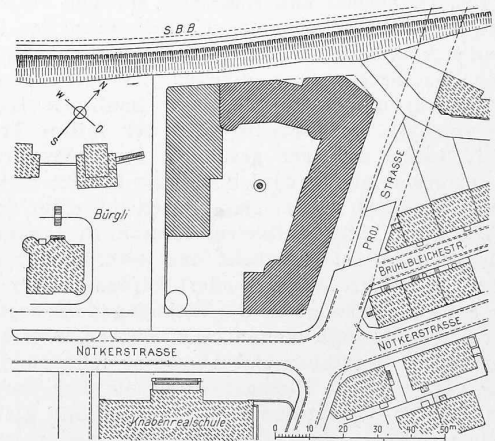 S.B.B
N
W
O
S
Bürgli
PROJ. STRASSE
BRÜHLBLEICHESTR.
NOTKERSTRASSE
NOTKERSTRASSE
Knabenrealschule
0 10 20 30 40 50m